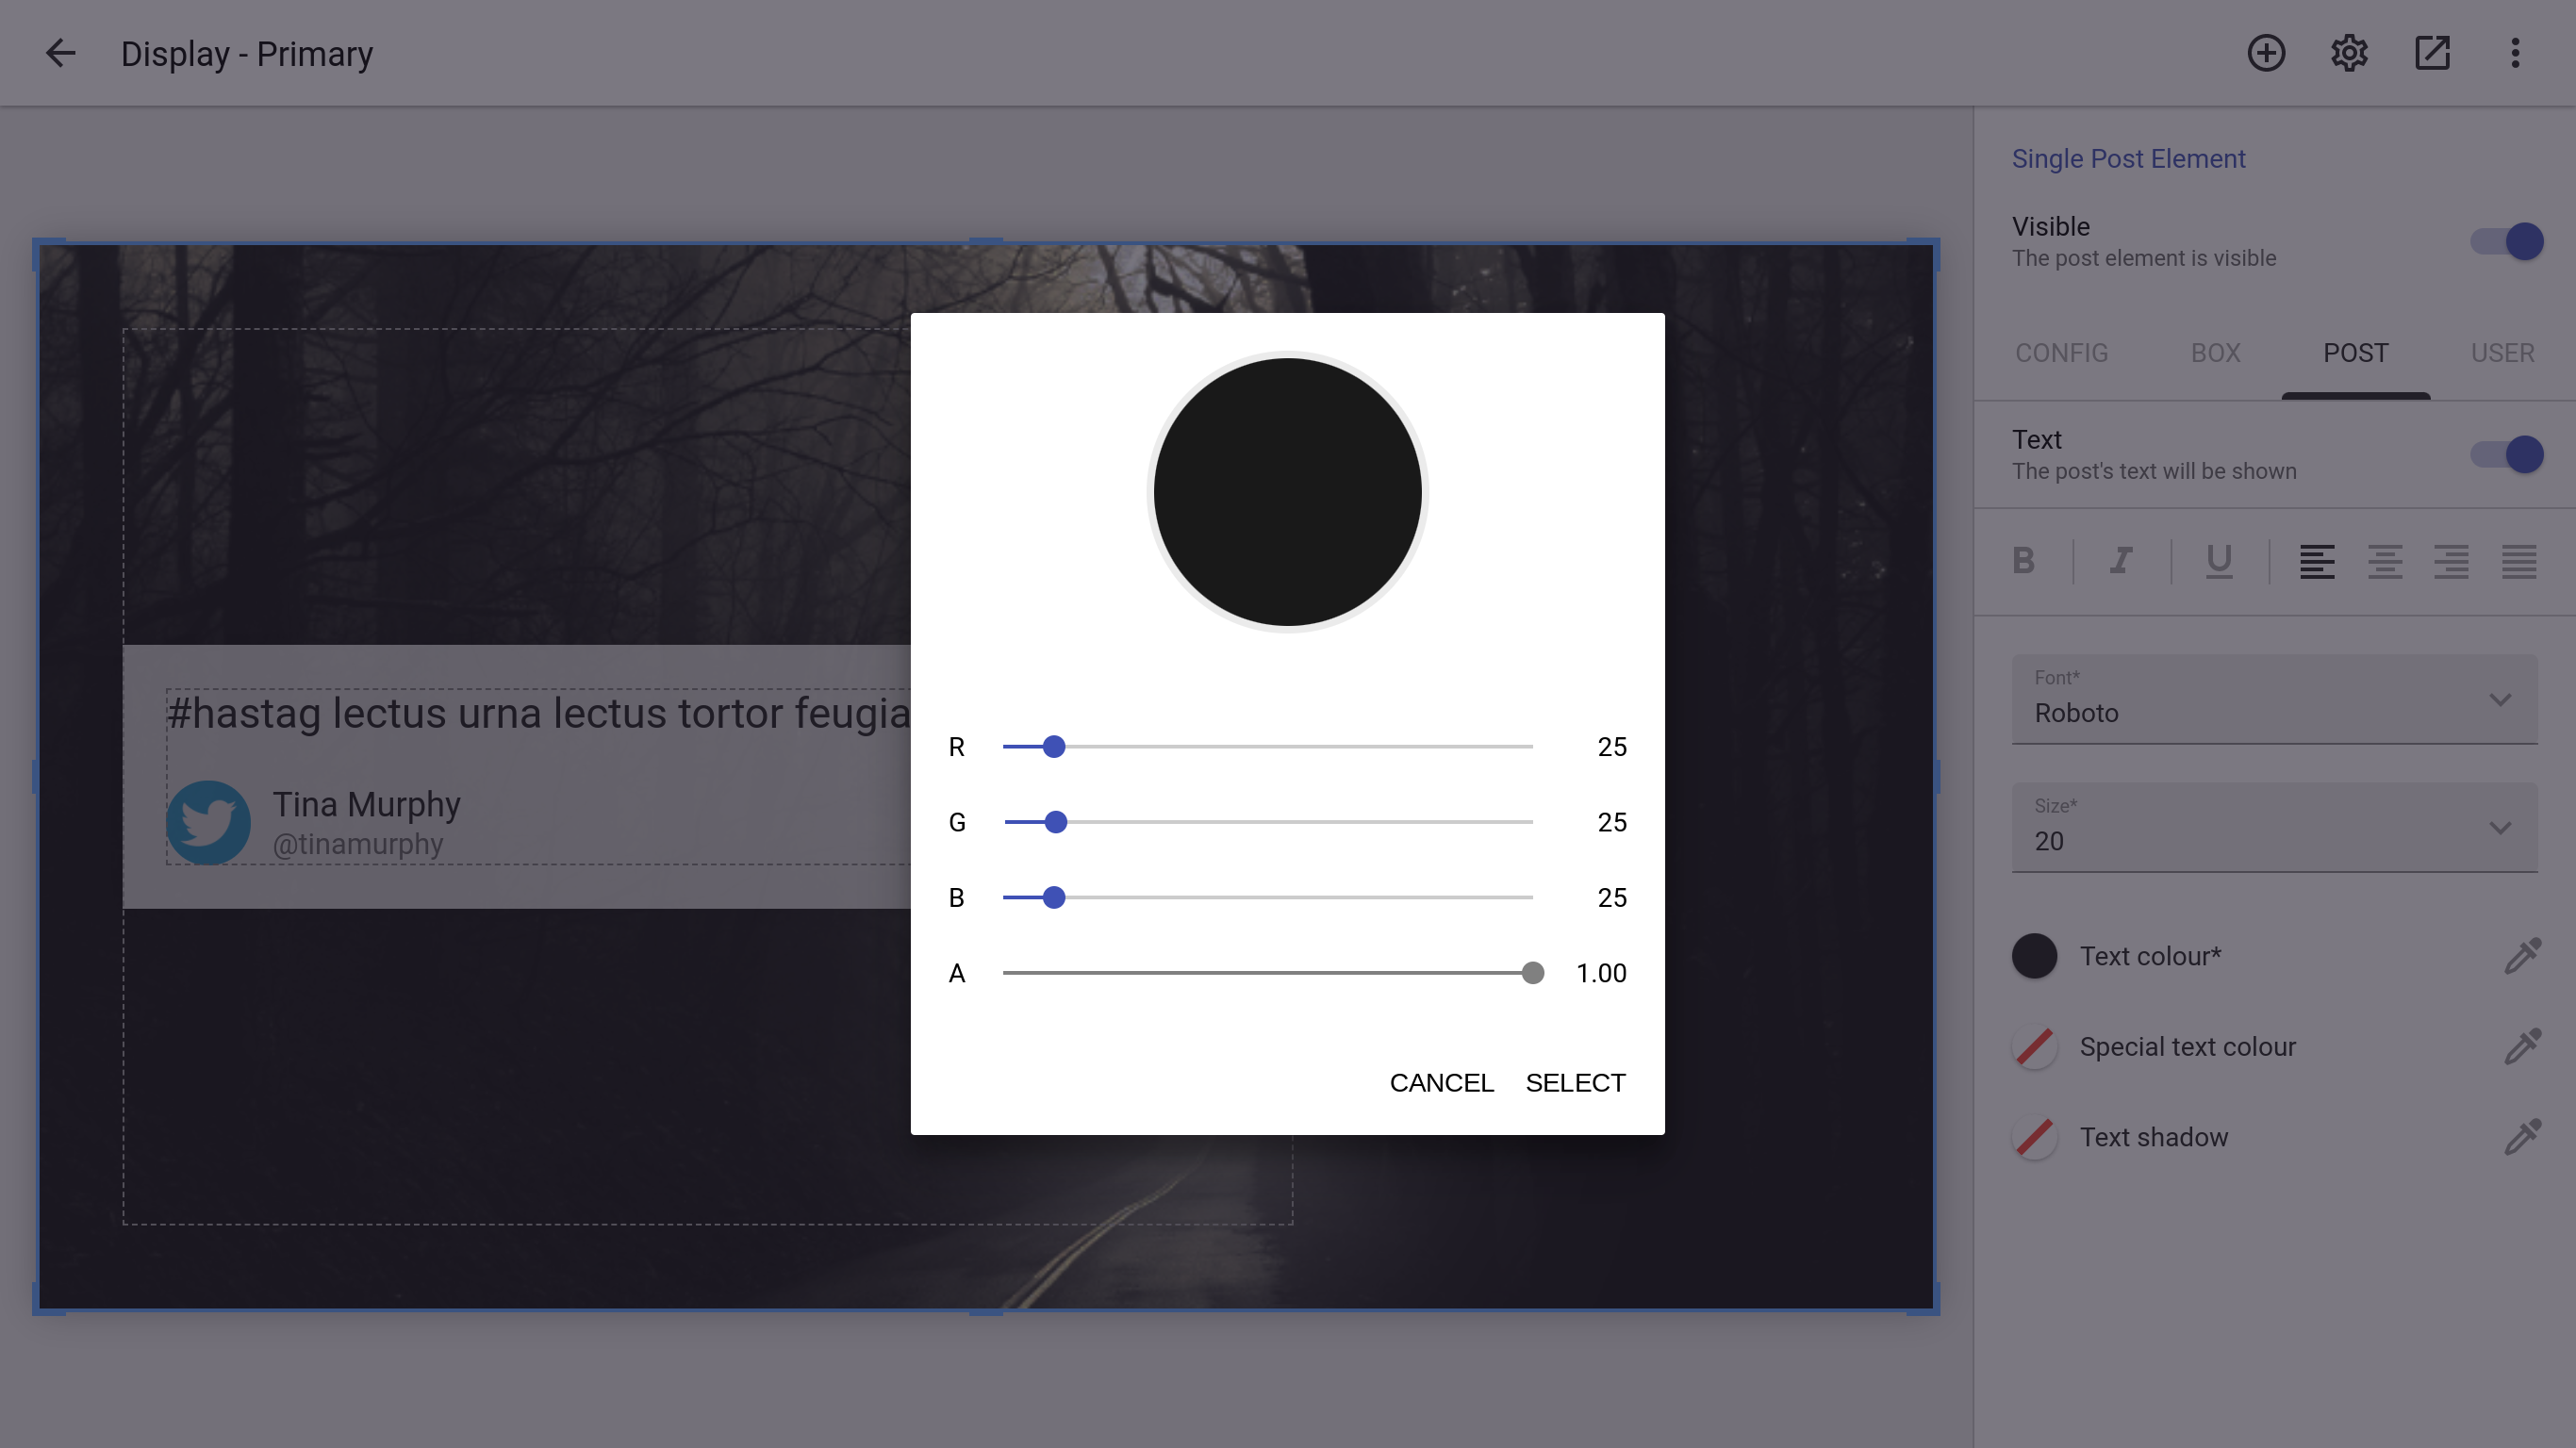 Display - Primary
Single Post Element
Visible
The post element is visible
CONFIG BOX POST USER
Text
The post's text will be shown
B I U
Font*
Roboto
Size*
20
Text colour*
Special text colour
Text shadow
#hastag lectus urna lectus tortor feugia
Tina Murphy
@tinamurphy
R 25
G 25
B 25
A 1.00
CANCEL SELECT